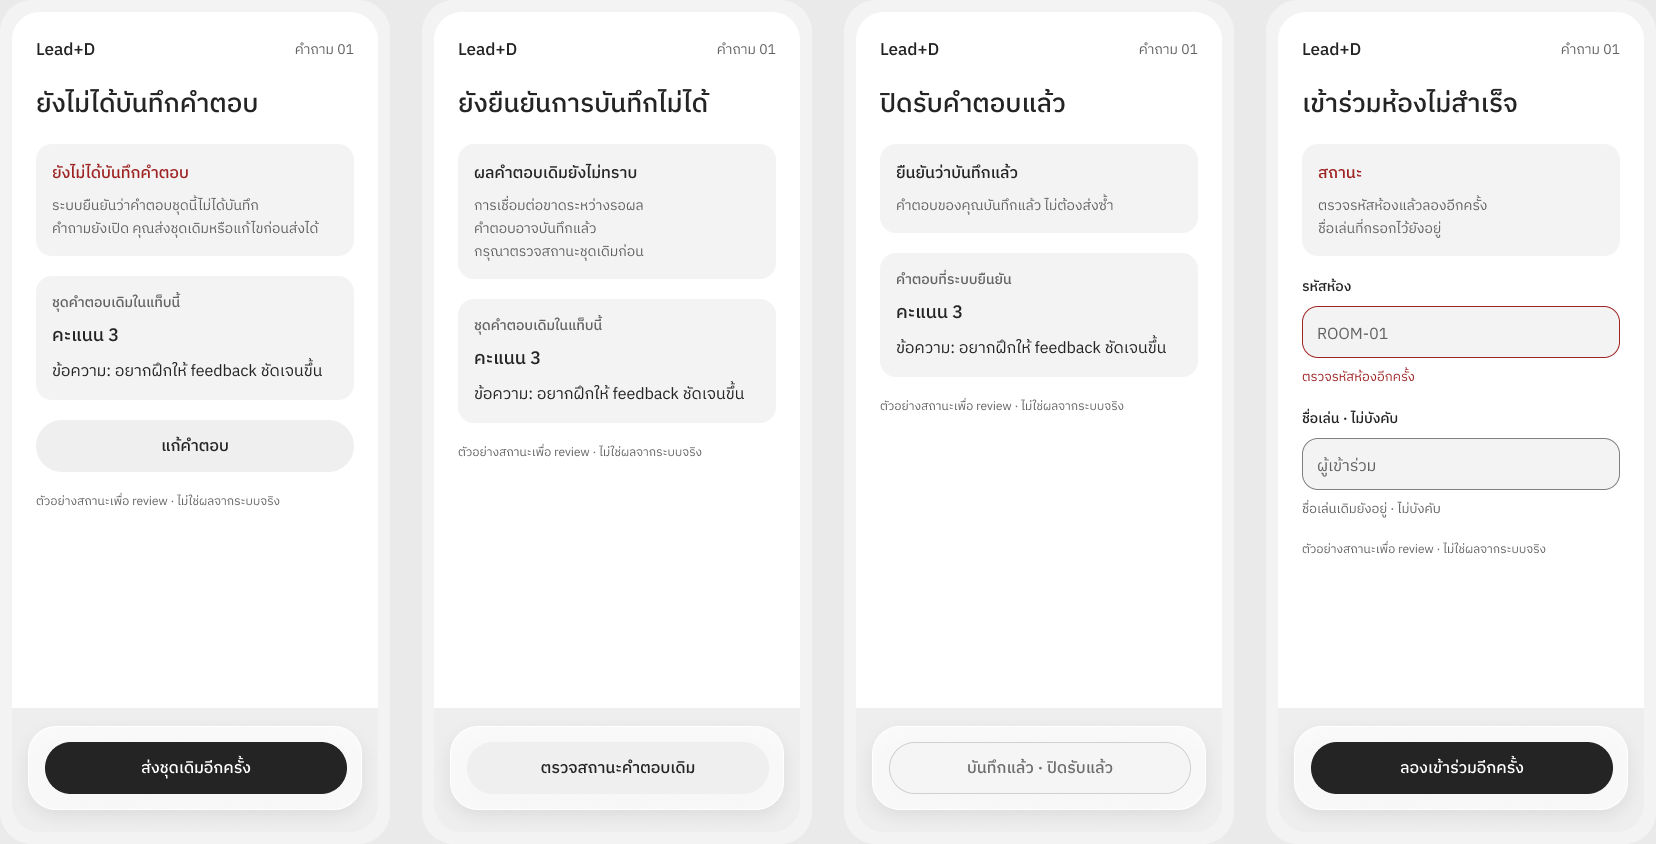 Lead+D
คำถาม 01
ยังไม่ได้บันทึกคำตอบ
ยังไม่ได้บันทึกคำตอบ
ระบบยืนยันว่าคำตอบชุดนี้ไม่ได้บันทึก
คำถามยังเปิด คุณส่งชุดเดิมหรือแก้ไขก่อนส่งได้
ชุดคำตอบเดิมในแท็บนี้
คะแนน 3
ข้อความ: อยากฝึกให้ feedback ชัดเจนขึ้น
แก้คำตอบ
ตัวอย่างสถานะเพื่อ review · ไม่ใช่ผลจากระบบจริง
ส่งชุดเดิมอีกครั้ง
Lead+D
คำถาม 01
ยังยืนยันการบันทึกไม่ได้
ผลคำตอบเดิมยังไม่ทราบ
การเชื่อมต่อขาดระหว่างรอผล
คำตอบอาจบันทึกแล้ว
กรุณาตรวจสถานะชุดเดิมก่อน
ชุดคำตอบเดิมในแท็บนี้
คะแนน 3
ข้อความ: อยากฝึกให้ feedback ชัดเจนขึ้น
ตัวอย่างสถานะเพื่อ review · ไม่ใช่ผลจากระบบจริง
ตรวจสถานะคำตอบเดิม
Lead+D
คำถาม 01
ปิดรับคำตอบแล้ว
ยืนยันว่าบันทึกแล้ว
คำตอบของคุณบันทึกแล้ว ไม่ต้องส่งซ้ำ
คำตอบที่ระบบยืนยัน
คะแนน 3
ข้อความ: อยากฝึกให้ feedback ชัดเจนขึ้น
ตัวอย่างสถานะเพื่อ review · ไม่ใช่ผลจากระบบจริง
บันทึกแล้ว · ปิดรับแล้ว
Lead+D
คำถาม 01
เข้าร่วมห้องไม่สำเร็จ
สถานะ
ตรวจรหัสห้องแล้วลองอีกครั้ง
ชื่อเล่นที่กรอกไว้ยังอยู่
รหัสห้อง
ROOM-01
ตรวจรหัสห้องอีกครั้ง
ชื่อเล่น · ไม่บังคับ
ผู้เข้าร่วม
ชื่อเล่นเดิมยังอยู่ · ไม่บังคับ
ตัวอย่างสถานะเพื่อ review · ไม่ใช่ผลจากระบบจริง
ลองเข้าร่วมอีกครั้ง